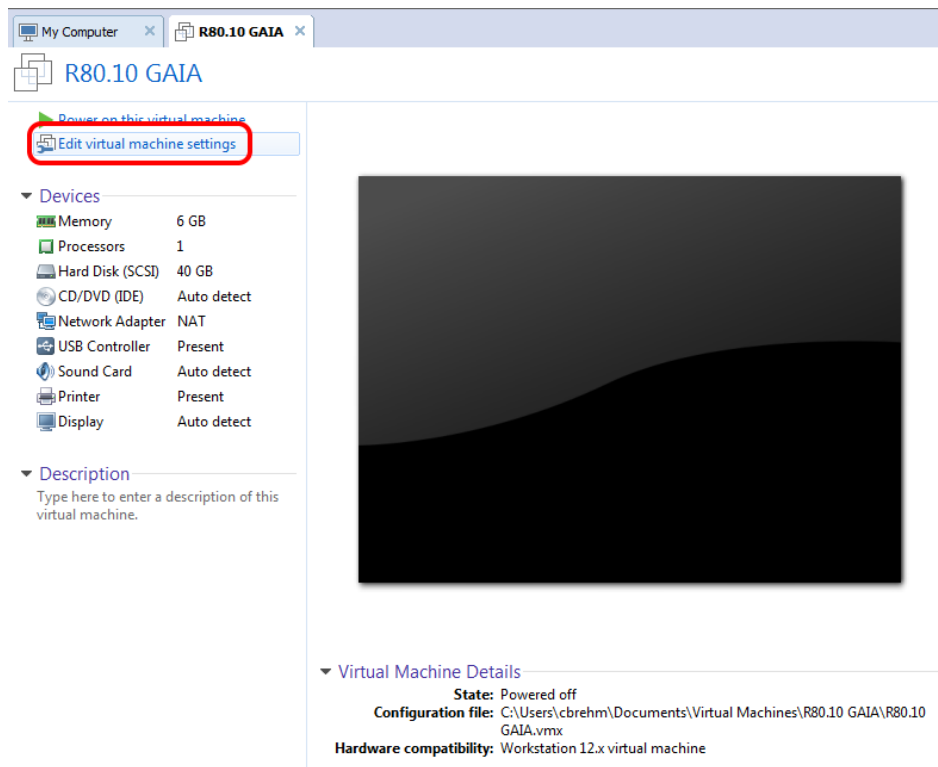 My Computer
R80.10 GAIA
R80.10 GAIA
Power on this virtual machine
Edit virtual machine settings
Devices
Memory 6 GB
Processors 1
Hard Disk (SCSI) 40 GB
CD/DVD (IDE) Auto detect
Network Adapter NAT
USB Controller Present
Sound Card Auto detect
Printer Present
Display Auto detect
Description
Type here to enter a description of this
virtual machine.
Virtual Machine Details
State: Powered off
Configuration file: C:\Users\cbrehm\Documents\Virtual Machines\R80.10 GAIA\R80.10
GAIA.vmx
Hardware compatibility: Workstation 12.x virtual machine